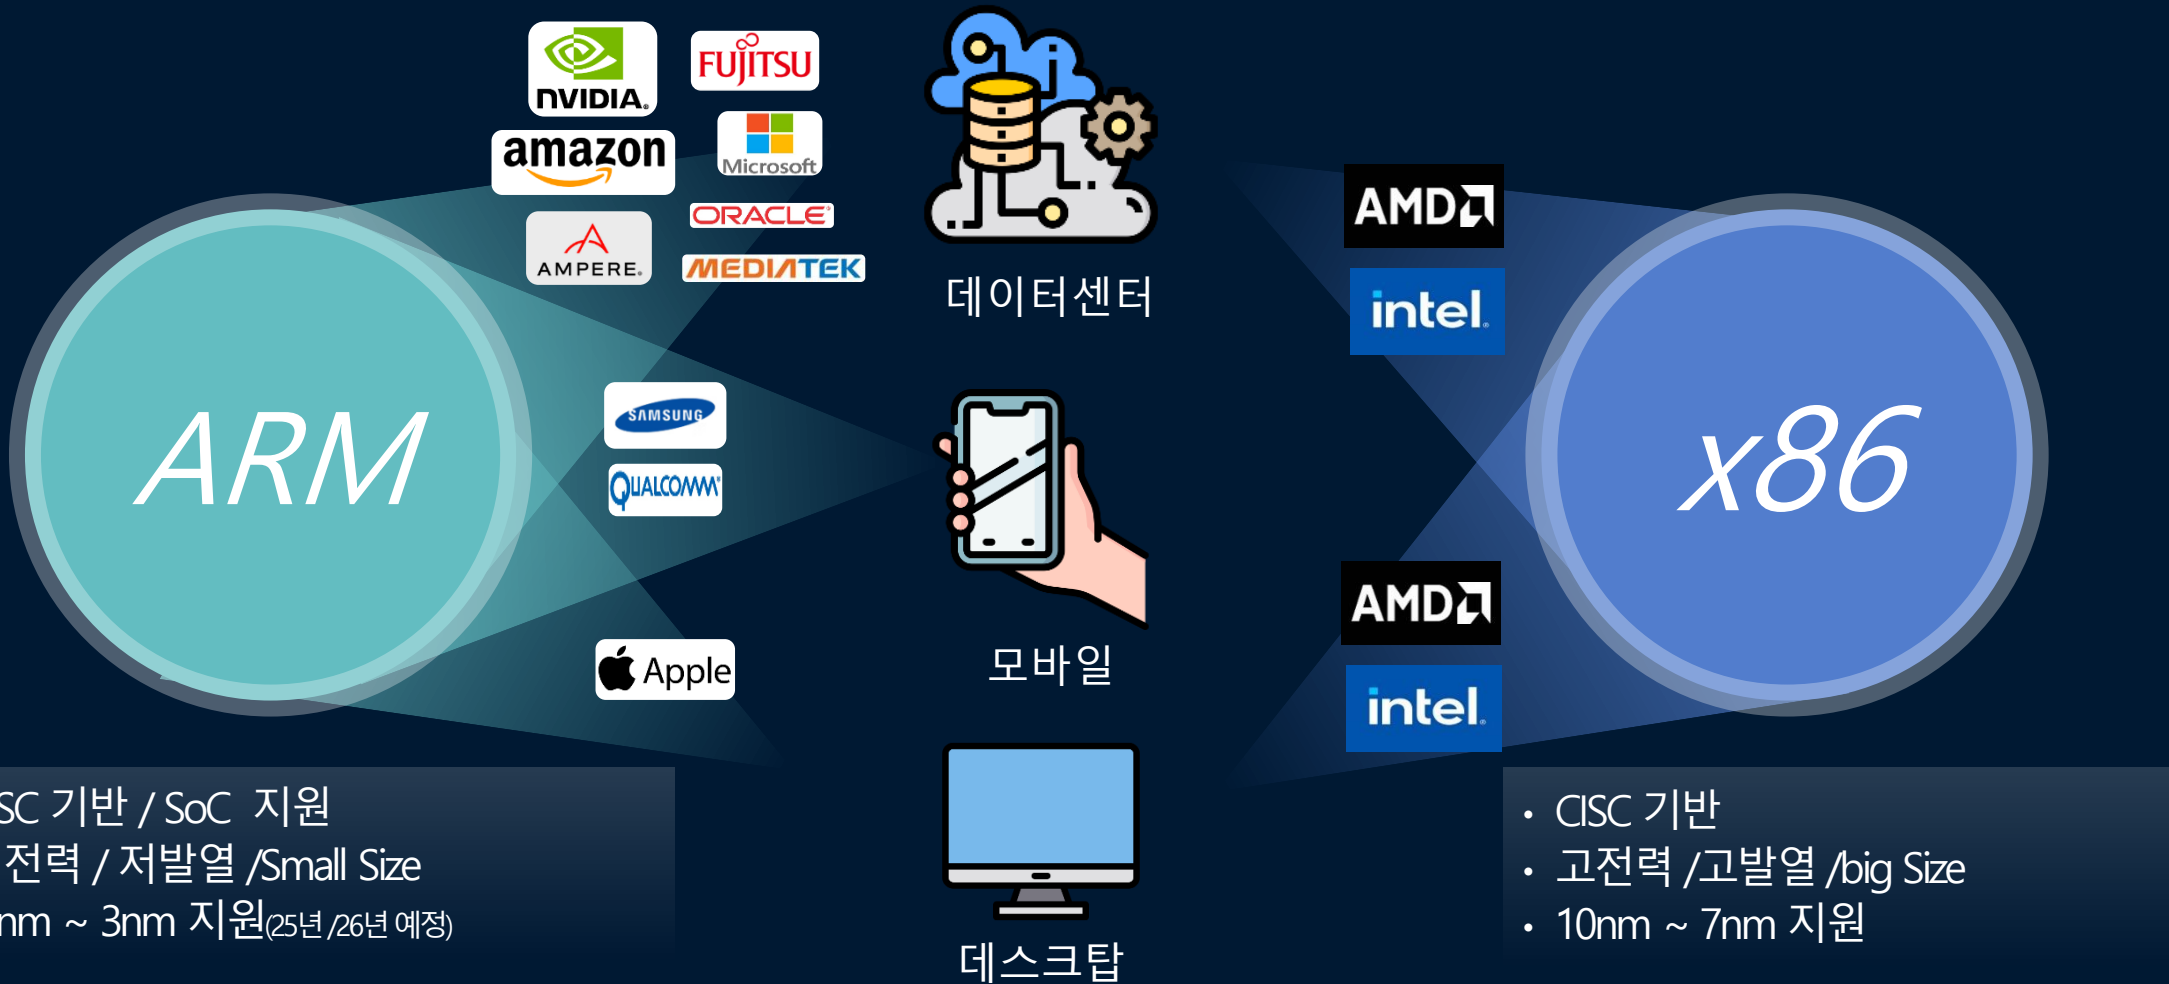 NVIDIA.
FUJITSU
amazon
Microsoft
AMPERE.
ORACLE
MEDIATEK
데이터센터
AMD
intel.
ARM
SAMSUNG
QUALCOMM
x86
Apple
모바일
AMD
intel.
SC 기반 / SoC 지원
전력 / 저발열 /Small Size
nm ~ 3nm 지원(25년 /26년 예정)
데스크탑
• CISC 기반
• 고전력 /고발열 /big Size
• 10nm ~ 7nm 지원